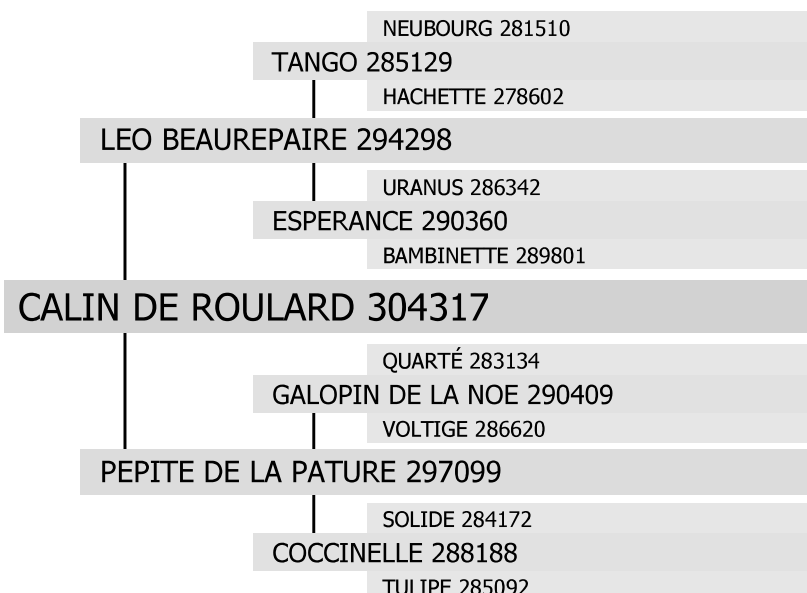 NEUBOURG 281510
TANGO 285129
HACHETTE 278602
LEO BEAUREPAIRE 294298
URANUS 286342
ESPERANCE 290360
BAMBINETTE 289801
CALIN DE ROULARD 304317
QUARTÉ 283134
GALOPIN DE LA NOE 290409
VOLTIGE 286620
PEPITE DE LA PATURE 297099
SOLIDE 284172
COCCINELLE 288188
TULIPE 285092